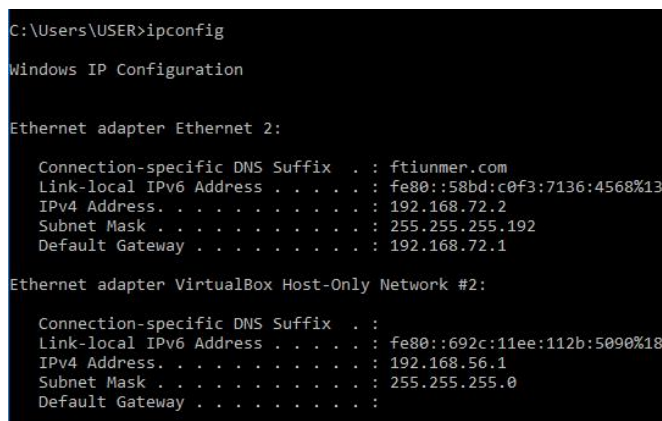 C:\Users\USER>ipconfig
Windows IP Configuration
Ethernet adapter Ethernet 2:
Connection-specific DNS Suffix . : ftiunmer.com
Link-local IPv6 Address . . . . . : fe80::58bd:c0f3:7136:4568%13
IPv4 Address. . . . . . . . . . . : 192.168.72.2
Subnet Mask . . . . . . . . . . . : 255.255.255.192
Default Gateway . . . . . . . . . : 192.168.72.1
Ethernet adapter VirtualBox Host-Only Network #2:
Connection-specific DNS Suffix . :
Link-local IPv6 Address . . . . . : fe80::692c:11ee:112b:5090%18
IPv4 Address. . . . . . . . . . . : 192.168.56.1
Subnet Mask . . . . . . . . . . . : 255.255.255.0
Default Gateway . . . . . . . . . :